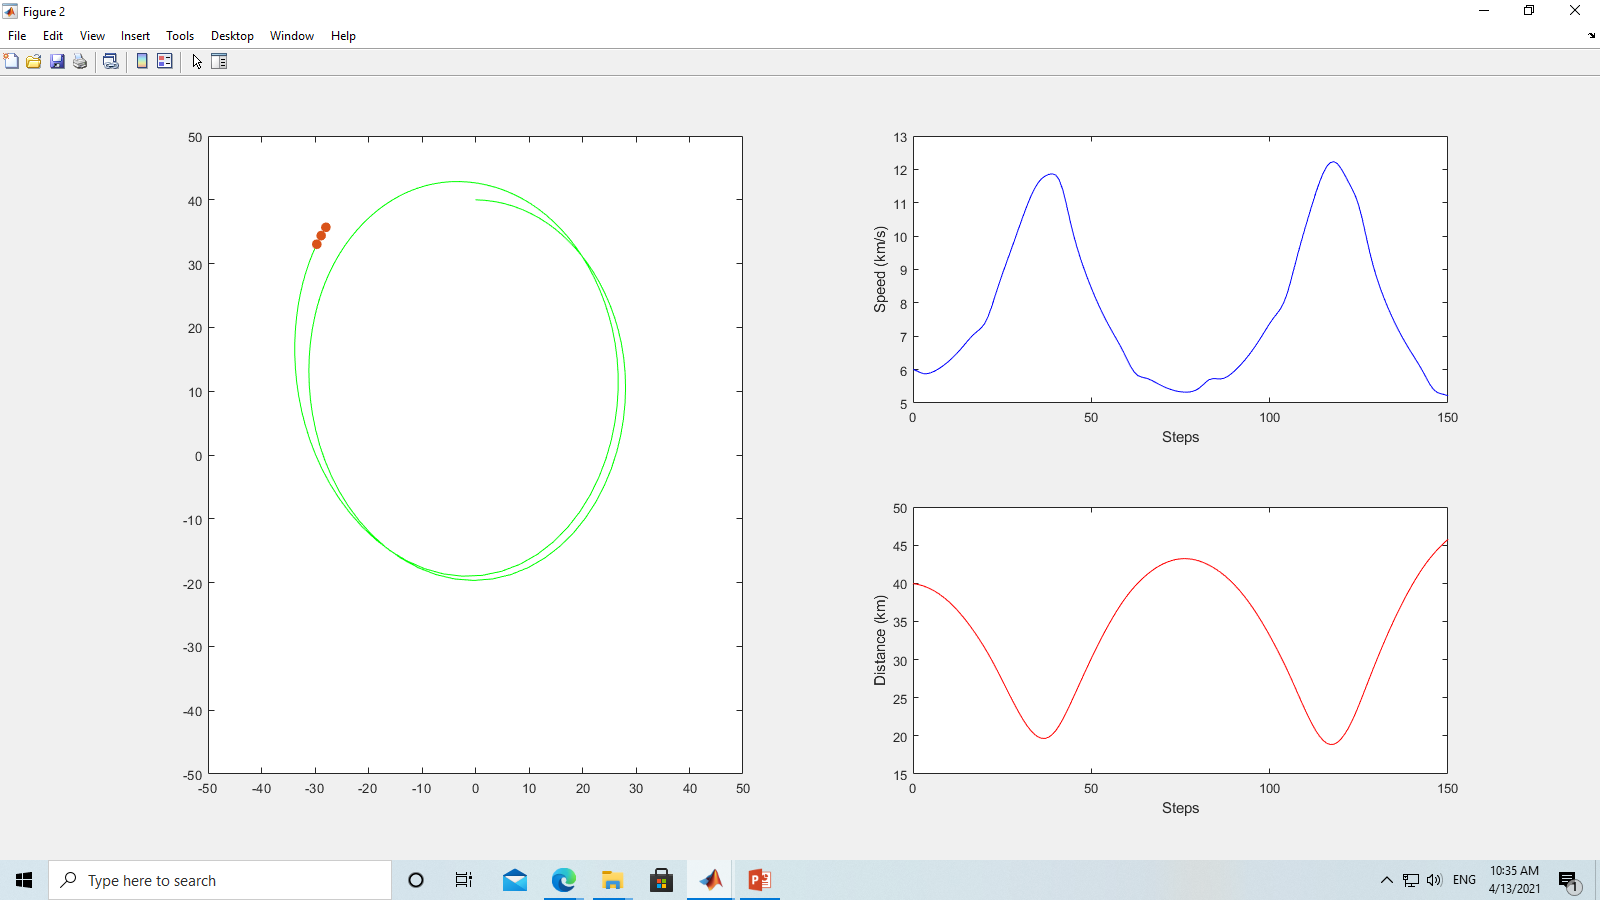 Figure 2
File Edit View Insert Tools Desktop Window Help
50
40
30
20
10
0
-10
-20
-30
-40
-50
-50 -40 -30 -20 -10 0 10 20 30 40 50
13
12
11
10
9
8
7
6
5
Speed (km/s)
0 50 100 150
Steps
50
45
40
35
30
25
20
15
Distance (km)
0 50 100 150
Steps
Type here to search
ENG
10:35 AM
4/13/2021
1